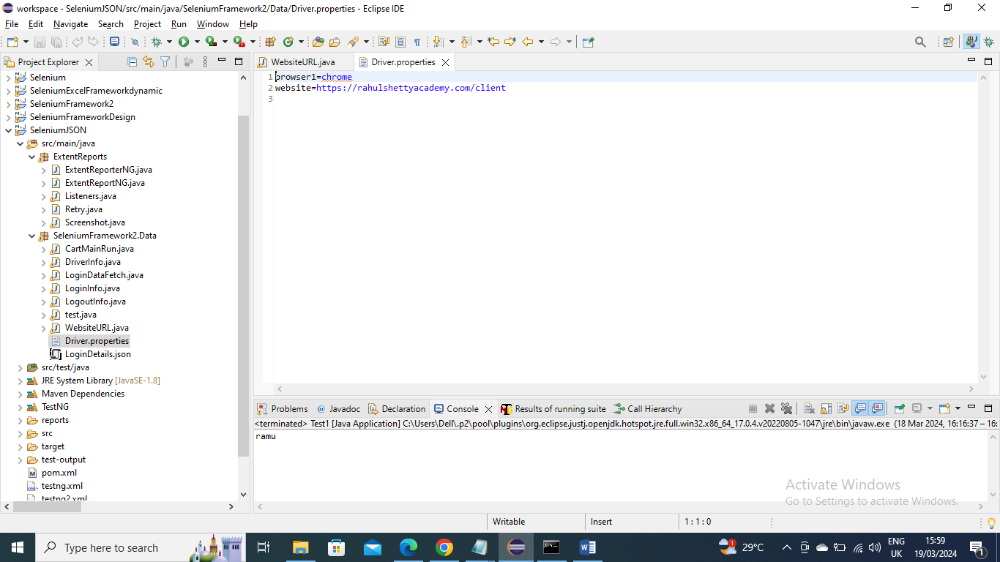 workspace - SeleniumJSON/src/main/java/SeleniumFramework2/Data/Driver.properties - Eclipse IDE
File Edit Navigate Search Project Run Window Help
Project Explorer
WebsiteURL.java
Driver.properties
Selenium
SeleniumExcelFrameworkdynamic
SeleniumFramework2
SeleniumFrameworkDesign
SeleniumJSON
src/main/java
ExtentReports
ExtentReporterNG.java
ExtentReportNG.java
Listeners.java
Retry.java
Screenshot.java
SeleniumFramework2.Data
CartMainRun.java
DriverInfo.java
LoginDataFetch.java
LoginInfo.java
LogoutInfo.java
test.java
WebsiteURL.java
Driver.properties
LoginDetails.json
src/test/java
JRE System Library [JavaSE-1.8]
Maven Dependencies
TestNG
reports
src
target
test-output
pom.xml
testng.xml
testng2.xml
1 browser1=chrome
2 website=https://rahulshettyacademy.com/client
3
Problems @ Javadoc Declaration Console Results of running suite Call Hierarchy
<terminated> Test1 [Java Application] C:\Users\Dell\.p2\pool\plugins\org.eclipse.justj.openjdk.hotspot.jre.full.win32.x86_64_17.0.4.v20220805-1047\jre\bin\javaw.exe (18 Mar 2024, 16:16:37 – 16:
ramu
Activate Windows
Go to Settings to activate Windows.
Writable Insert 1 : 1 : 0
Type here to search
1 29°C
ENG
UK
15:59
19/03/2024
1